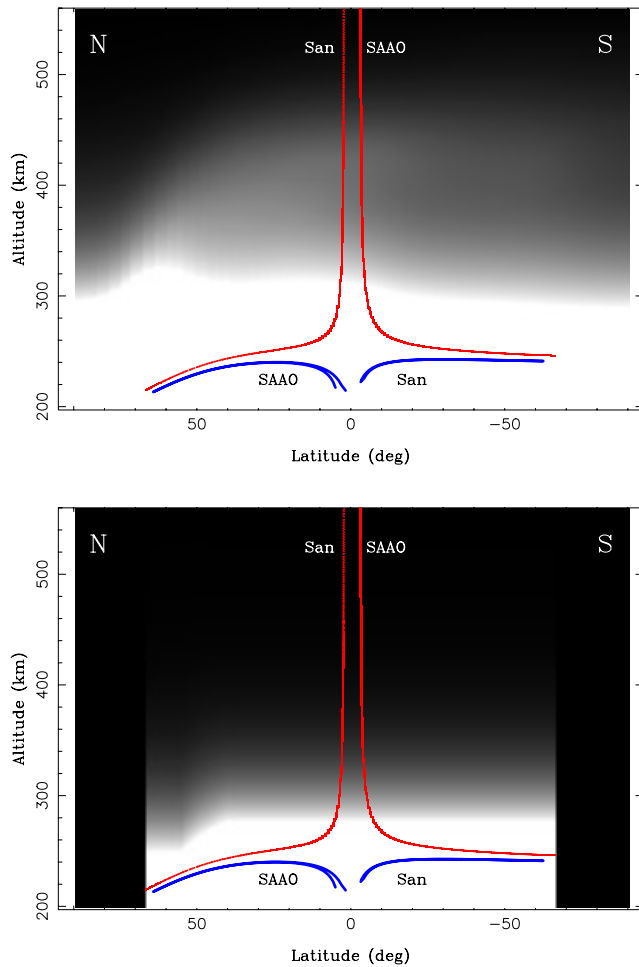 N
San
SAAO
S
500
400
300
200
Altitude (km)
SAAO
San
50
0
-50
Latitude (deg)
N
San
SAAO
S
500
400
300
200
Altitude (km)
SAAO
San
50
0
-50
Latitude (deg)